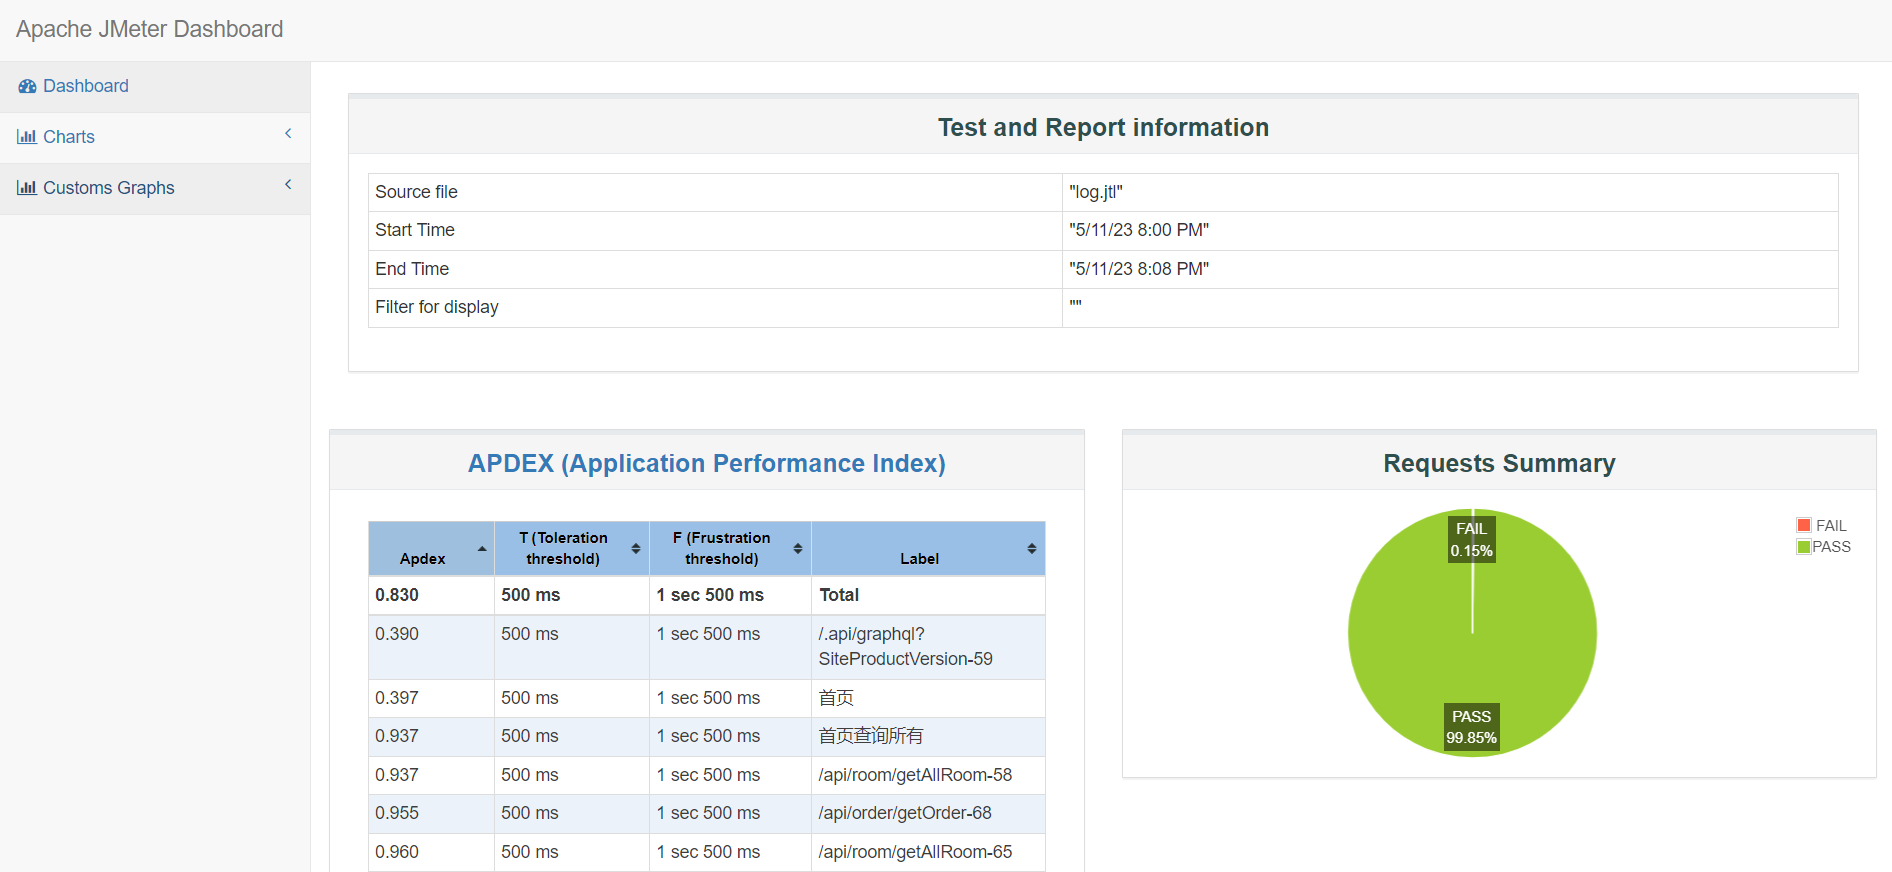 Apache JMeter Dashboard
Dashboard
Charts
Customs Graphs
Test and Report information
Source file "log.jtl"
Start Time "5/11/23 8:00 PM"
End Time "5/11/23 8:08 PM"
Filter for display ""
APDEX (Application Performance Index)
Apdex T (Toleration threshold) F (Frustration threshold) Label
0.830 500 ms 1 sec 500 ms Total
0.390 500 ms 1 sec 500 ms /.api/graphql?
SiteProductVersion-59
0.397 500 ms 1 sec 500 ms 首页
0.937 500 ms 1 sec 500 ms 首页查询所有
0.937 500 ms 1 sec 500 ms /api/room/getAllRoom-58
0.955 500 ms 1 sec 500 ms /api/order/getOrder-68
0.960 500 ms 1 sec 500 ms /api/room/getAllRoom-65
Requests Summary
FAIL
0.15%
PASS
99.85%
FAIL
PASS